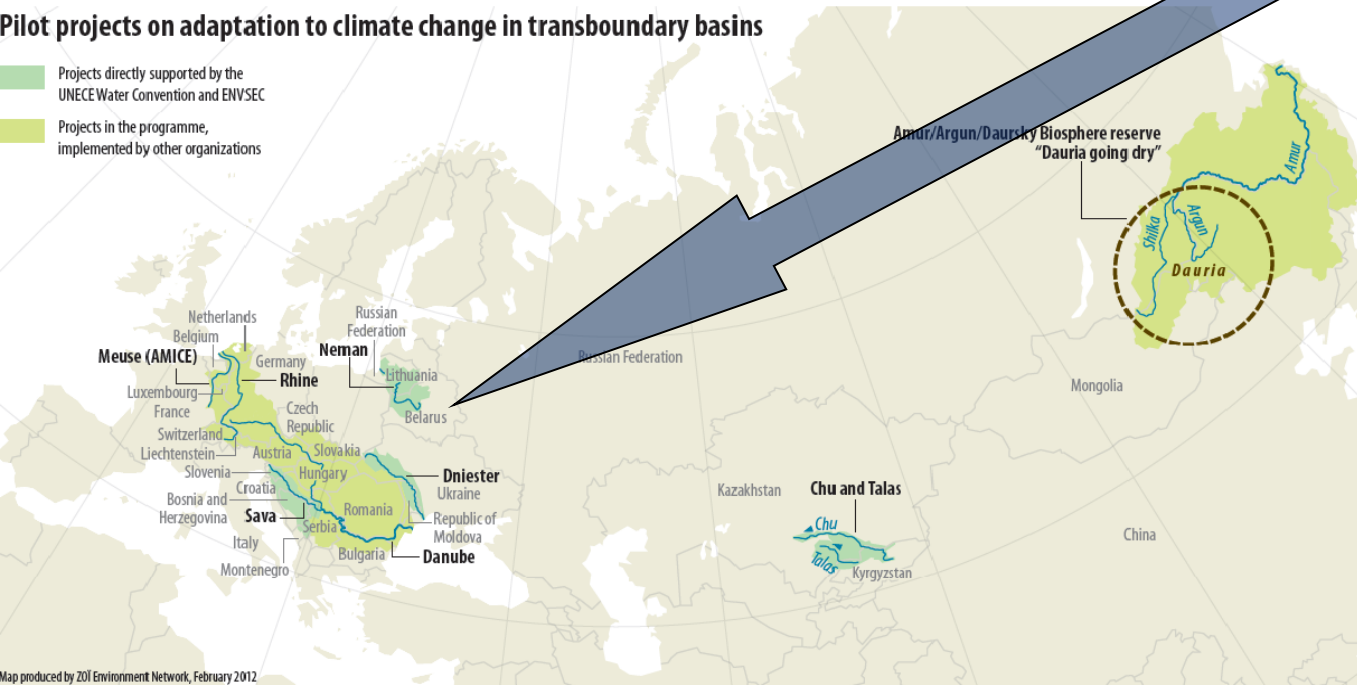 Pilot projects on adaptation to climate change in transboundary basins
Projects directly supported by the
UNECE Water Convention and ENVSEC
Projects in the programme,
implemented by other organizations
Amur/Argun/Daursky Biosphere reserve
“Dauria going dry”
Amur
Argun
Shilka
Dauria
Netherlands
Belgium
Meuse (AMICE)
Germany
Rhine
Luxembourg
France
Czech
Republic
Switzerland
Liechtenstein
Austria
Slovakia
Slovenia
Hungary
Croatia
Bosnia and
Herzegovina
Sava
Serbia
Romania
Italy
Montenegro
Bulgaria
Danube
Russian
Federation
Neman
Lithuania
Belarus
Dniester
Ukraine
Republic of
Moldova
Russian Federation
Kazakhstan
Chu and Talas
Chu
Talas
Kyrgyzstan
Mongolia
China
Map produced by ZOÏ Environment Network, February 2012